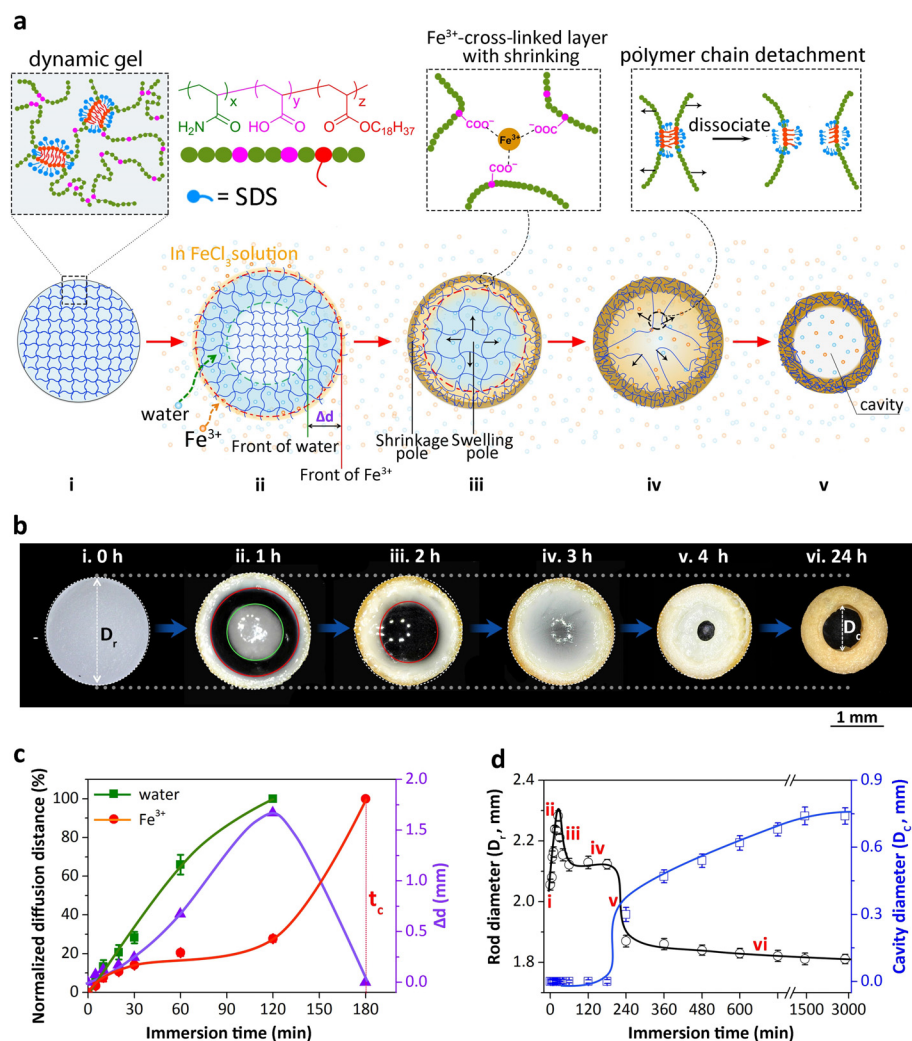 a
dynamic gel
Fe³⁺-cross-linked layer
with shrinking
polymer chain detachment
x y z
H₂N O HO O O OC₁₈H₃₇
= SDS
COO⁻ ⁻OOC
Fe³⁺
COO⁻
dissociate
In FeCl₃ solution
water
Fe³⁺
Δd
Front of water
Front of Fe³⁺
Shrinkage
pole
Swelling
pole
cavity
i ii iii iv v
b
i. 0 h ii. 1 h iii. 2 h iv. 3 h v. 4 h vi. 24 h
Dᵣ
D꜀
1 mm
c
water
Fe³⁺
t꜀
Normalized diffusion distance (%)
100
80
60
40
20
0
0 30 60 90 120 150 180
Immersion time (min)
2.0
1.5
1.0
0.5
0.0
Δd (mm)
d
Rod diameter (Dᵣ, mm)
2.4
2.2
2.0
1.8
i
ii
iii
iv
v
vi
0 120 240 360 480 600 1500 3000
Immersion time (min)
0.9
0.6
0.3
0.0
Cavity diameter (D꜀, mm)